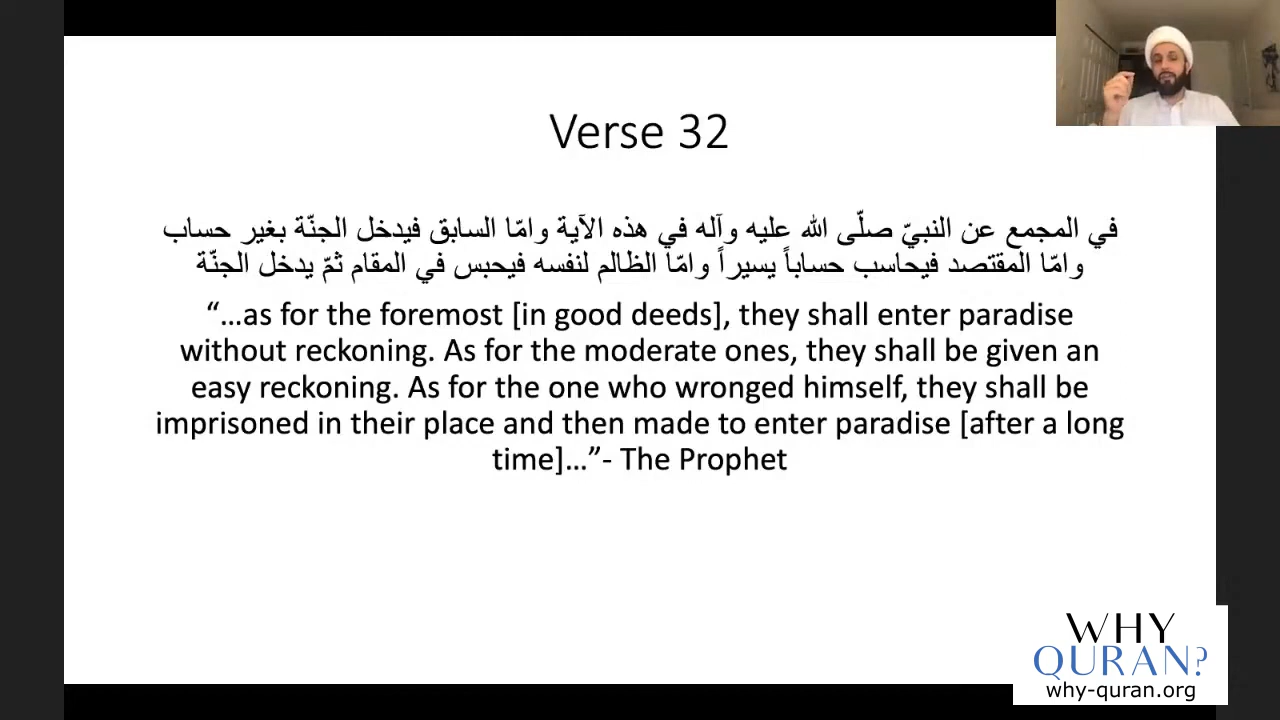 Verse 32
في المجمع عن النبيّ صلّى الله عليه وآله في هذه الآية وامّا السابق فيدخل الجنّة بغير حساب
وامّا المقتصد فيحاسب حساباً يسيراً وامّا الظالم لنفسه فيحبس في المقام ثمّ يدخل الجنّة
“...as for the foremost [in good deeds], they shall enter paradise
without reckoning. As for the moderate ones, they shall be given an
easy reckoning. As for the one who wronged himself, they shall be
imprisoned in their place and then made to enter paradise [after a long
time]...”- The Prophet
WHY
QURAN?
why-quran.org